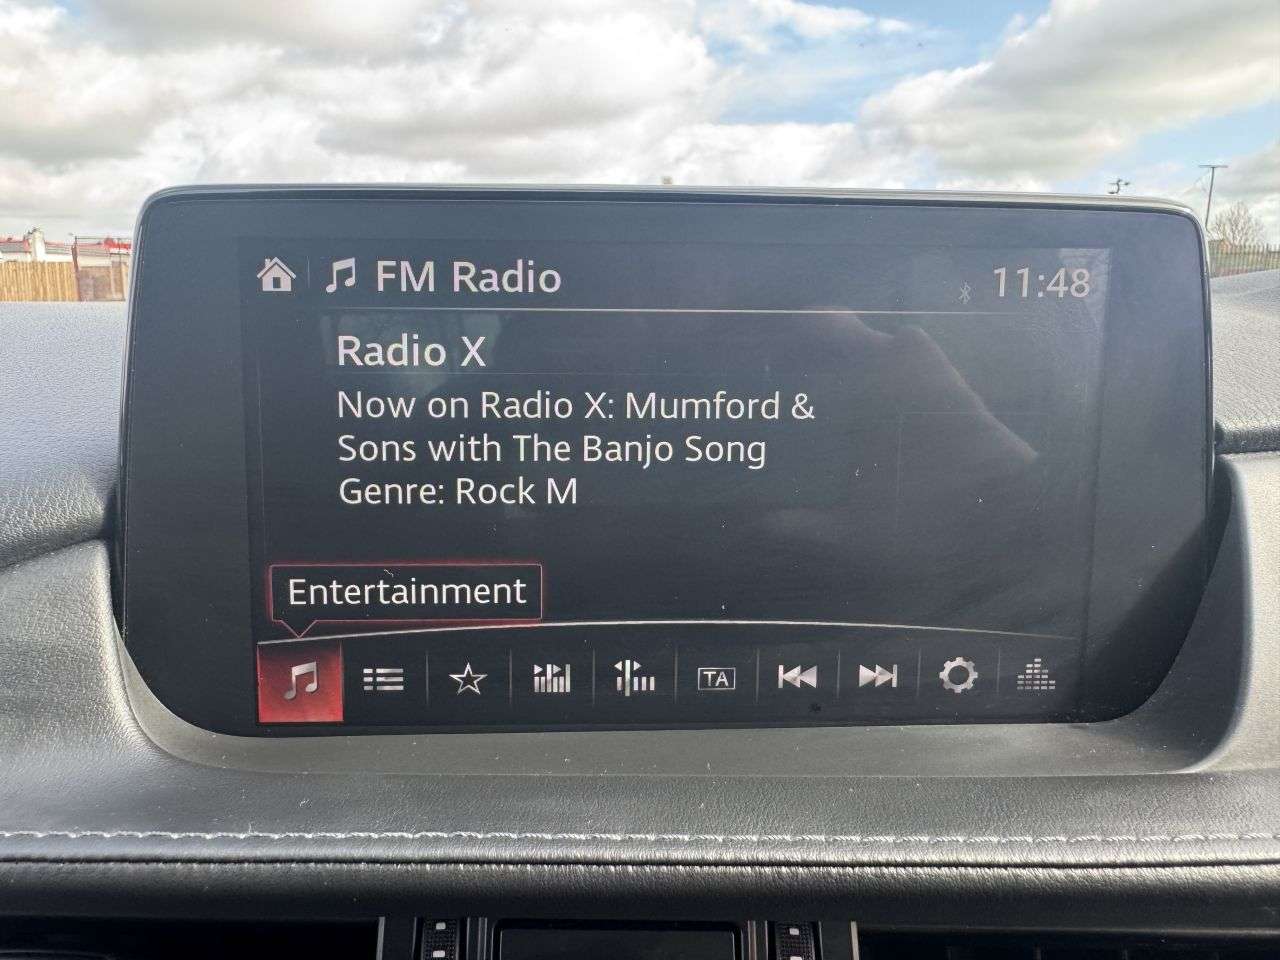 FM Radio
11:48
Radio X
Now on Radio X: Mumford &
Sons with The Banjo Song
Genre: Rock M
Entertainment
TA